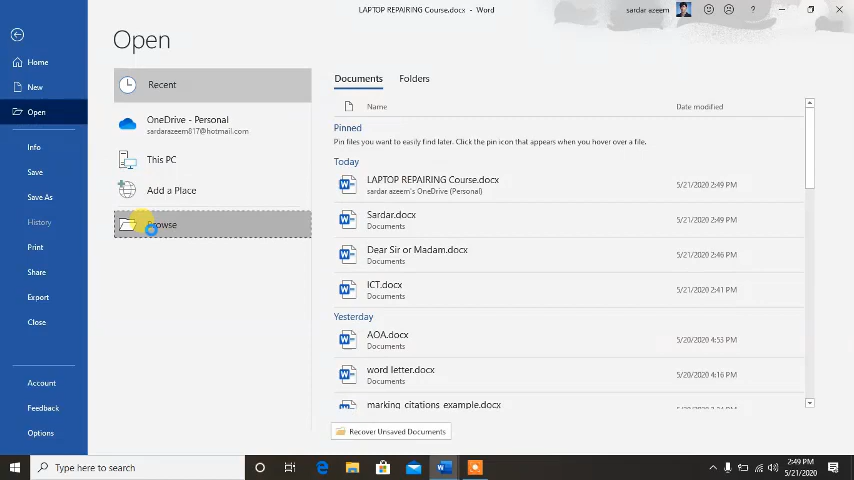 LAPTOP REPAIRING Course.docx - Word
sardar azeem
?
Open
Home
New
Open
Info
Save
Save As
History
Print
Share
Export
Close
Account
Feedback
Options
Recent
OneDrive - Personal
sardarazeem817@hotmail.com
This PC
Add a Place
Browse
Documents
Folders
Name
Date modified
Pinned
Pin files you want to easily find later. Click the pin icon that appears when you hover over a file.
Today
LAPTOP REPAIRING Course.docx
sardar azeem's OneDrive (Personal)
5/21/2020 2:49 PM
Sardar.docx
Documents
5/21/2020 2:49 PM
Dear Sir or Madam.docx
Documents
5/21/2020 2:46 PM
ICT.docx
Documents
5/21/2020 2:41 PM
Yesterday
AOA.docx
Documents
5/20/2020 4:53 PM
word letter.docx
Documents
5/20/2020 4:16 PM
marking citations example.docx
Recover Unsaved Documents
Type here to search
2:49 PM
5/21/2020